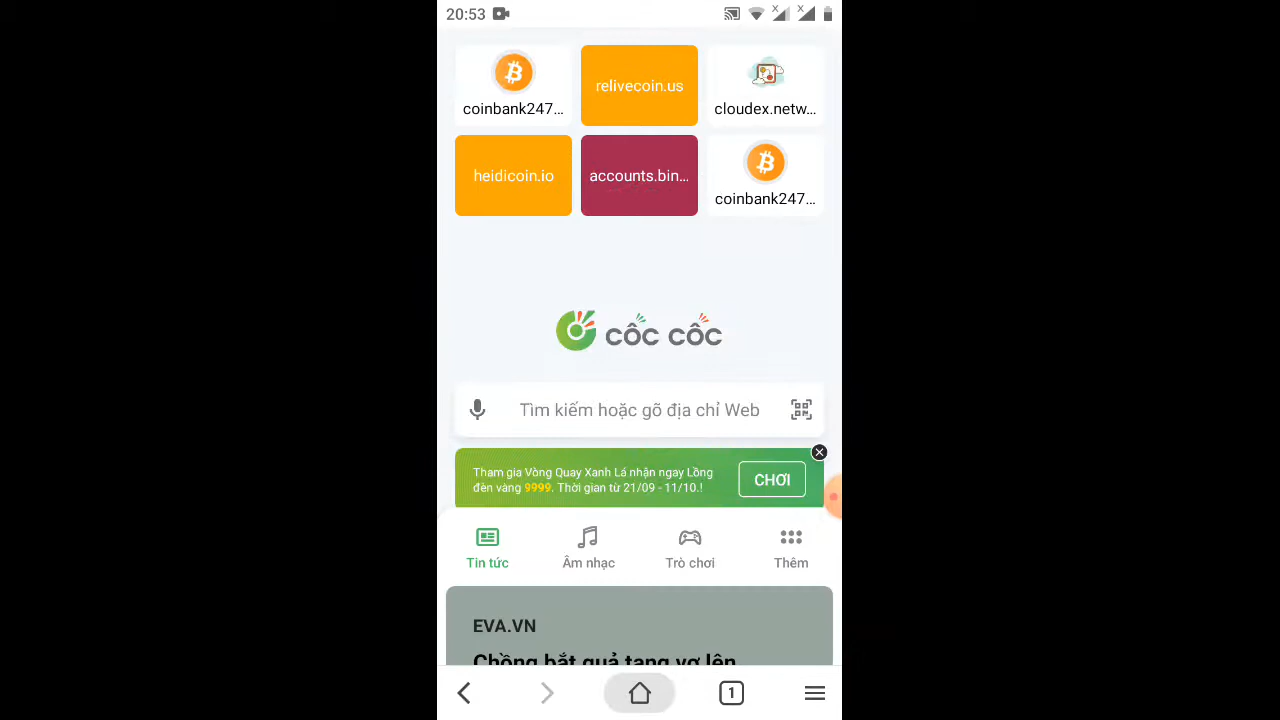 20:53
coinbank247...
relivecoin.us
cloudex.netw...
heidicoin.io
accounts.bin...
coinbank247...
cốc cốc
Tìm kiếm hoặc gõ địa chỉ Web
Tham gia Vòng Quay Xanh Lá nhận ngay Lồng
đèn vàng 9999. Thời gian từ 21/09 - 11/10.!
CHƠI
Tin tức
Âm nhạc
Trò chơi
Thêm
EVA.VN
Chồng bắt quả tang vợ lên
1